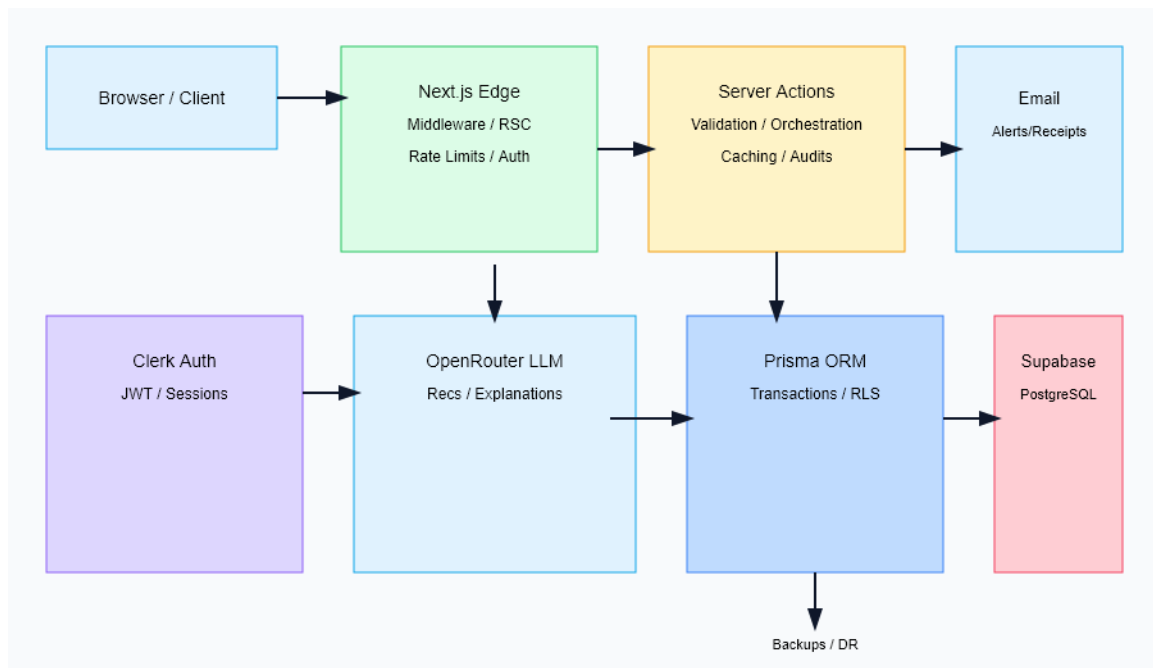 Browser / Client
Next.js Edge
Middleware / RSC
Rate Limits / Auth
Server Actions
Validation / Orchestration
Caching / Audits
Email
Alerts/Receipts
Clerk Auth
JWT / Sessions
OpenRouter LLM
Recs / Explanations
Prisma ORM
Transactions / RLS
Supabase
PostgreSQL
Backups / DR